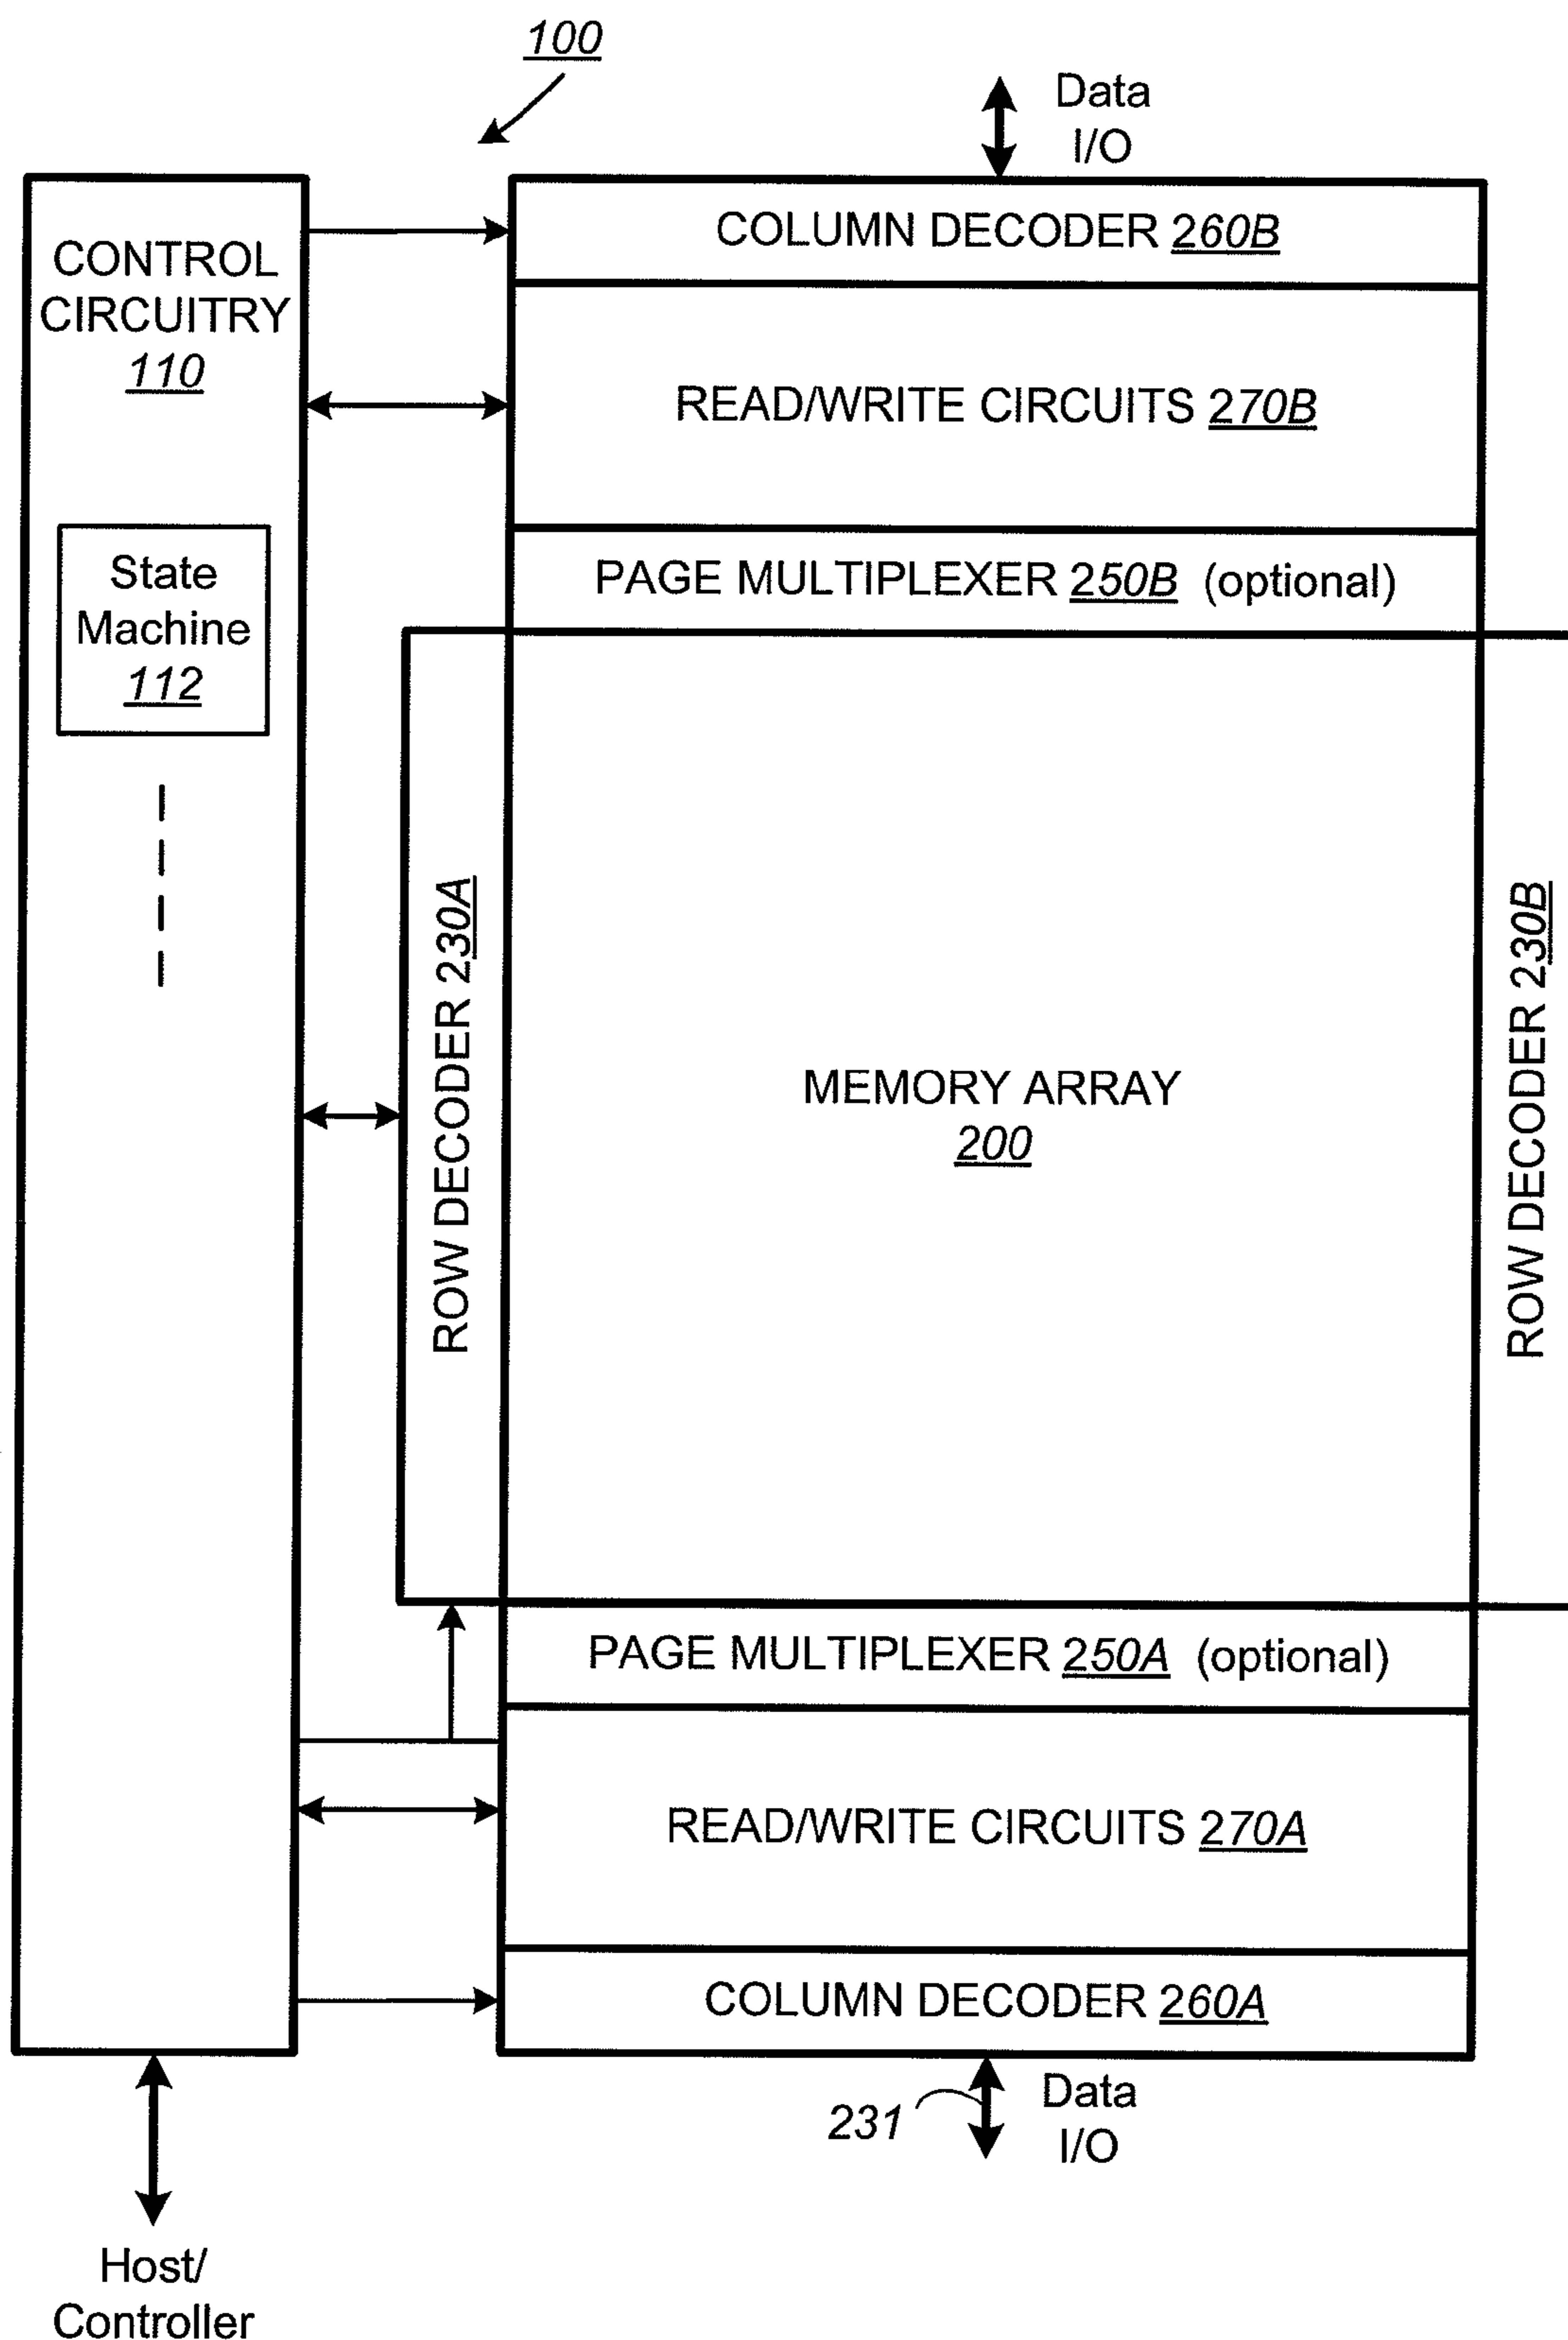 100
Data
I/O
CONTROL
CIRCUITRY
110
COLUMN DECODER 260B
READ/WRITE CIRCUITS 270B
State
Machine
112
PAGE MULTIPLEXER 250B (optional)
ROW DECODER 230A
MEMORY ARRAY
200
ROW DECODER 230B
PAGE MULTIPLEXER 250A (optional)
READ/WRITE CIRCUITS 270A
COLUMN DECODER 260A
231
Data
I/O
Host/
Controller